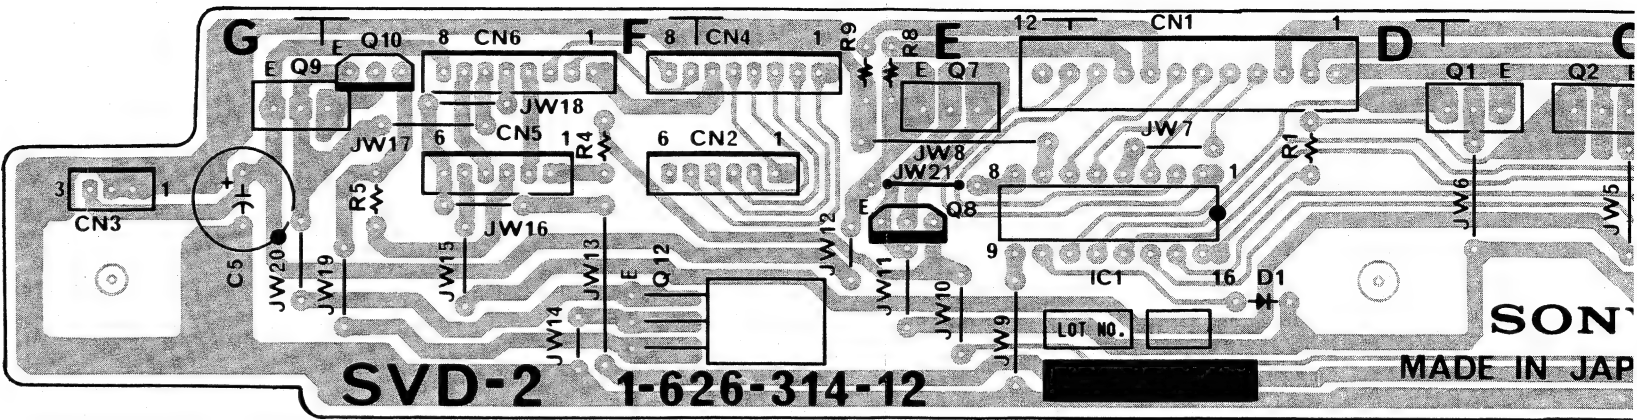 G E Q10 8 CN6 1 F 8 CN4 1 R9 R8 E 12 CN1 1 D
E Q9 E Q7 Q1 E Q2
JW18
JW17 6 CN5 1 R4 6 CN2 1 JW8 JW7 R1
3 1 + R5 JW21 8 1 JW6 JW5
CN3 JW16 E Q8
C5 JW20 JW19 JW15 JW13 E Q12 JW12 JW11 9 IC1 16 D1
JW14 JW10 JW9 LOT NO. SON
SVD-2 1-626-314-12 MADE IN JAP